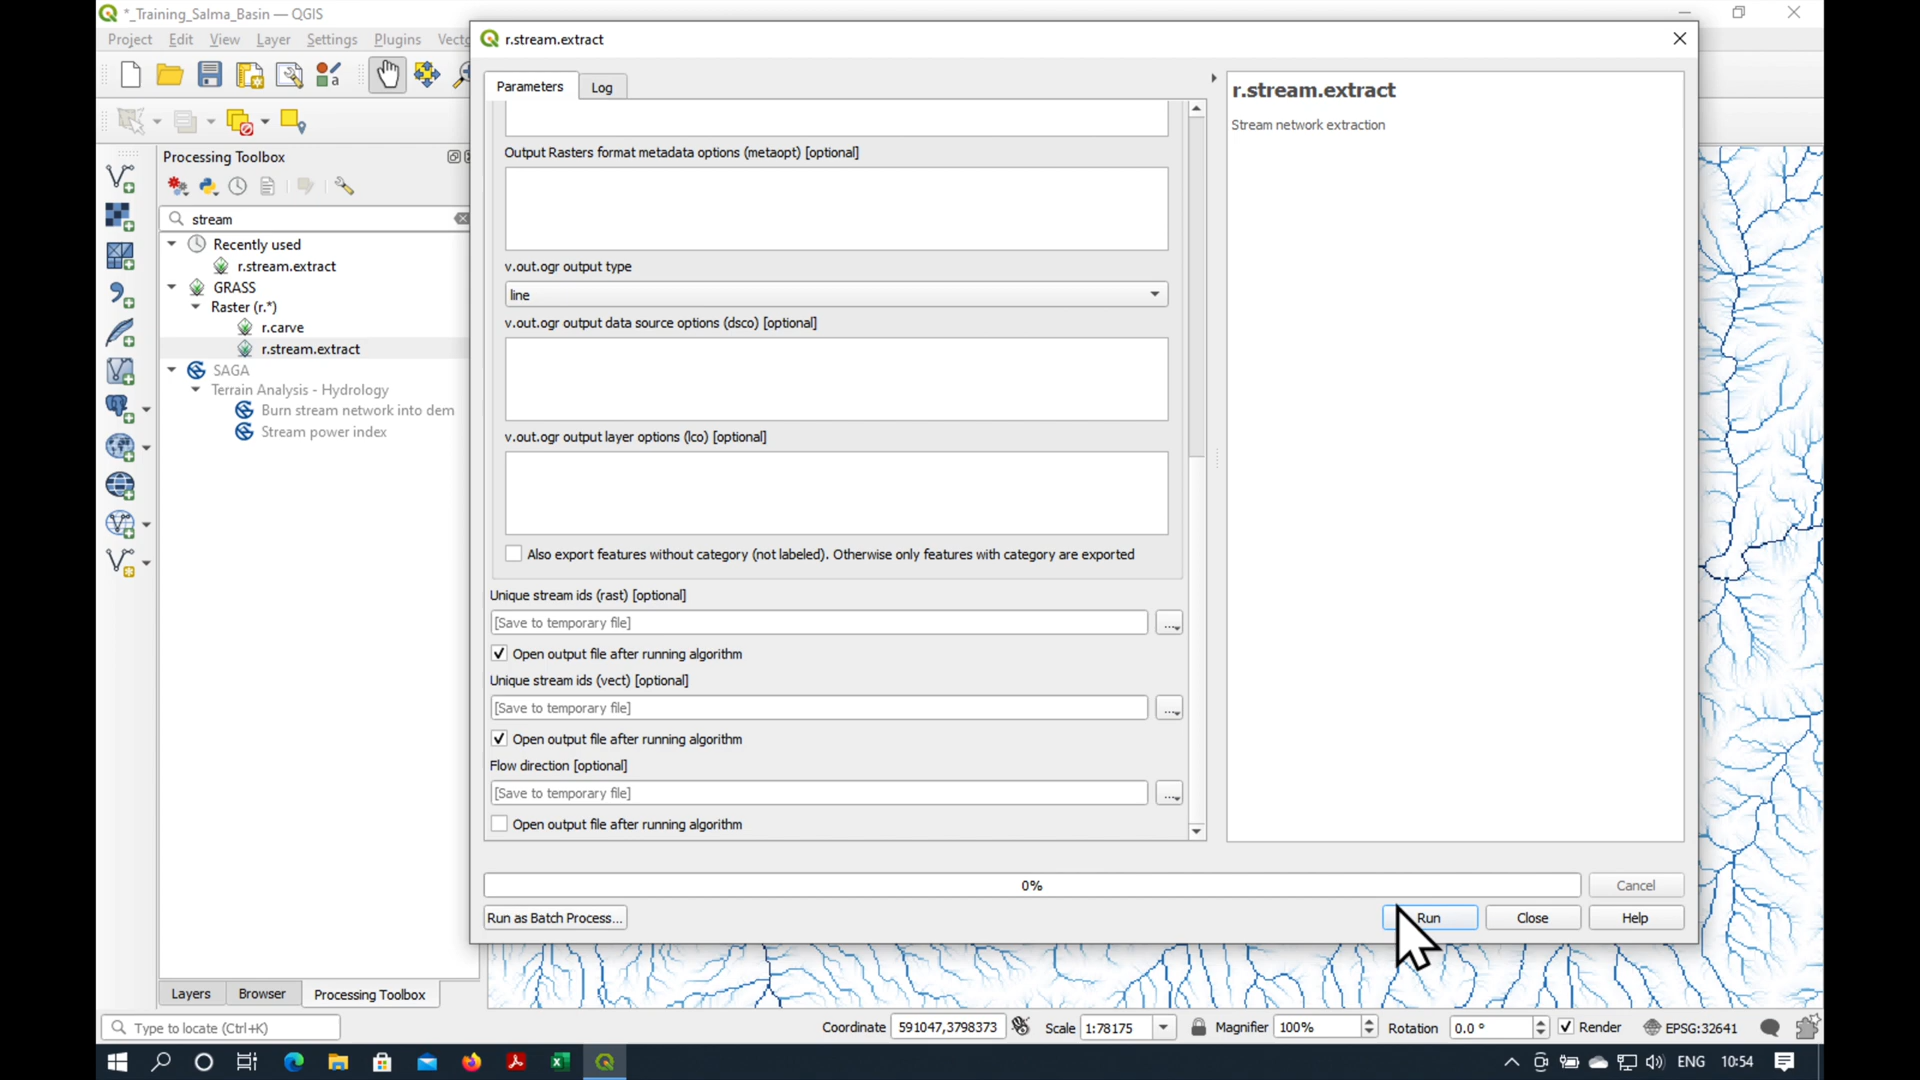 *_Training_Salma_Basin — QGIS
Project Edit View Layer Settings Plugins Vect
r.stream.extract
Parameters Log
Processing Toolbox
stream
Recently used
r.stream.extract
GRASS
Raster (r.*)
r.carve
r.stream.extract
SAGA
Terrain Analysis - Hydrology
Burn stream network into dem
Stream power index
Output Rasters format metadata options (metaopt) [optional]
v.out.ogr output type
line
v.out.ogr output data source options (dsco) [optional]
v.out.ogr output layer options (lco) [optional]
Also export features without category (not labeled). Otherwise only features with category are exported
Unique stream ids (rast) [optional]
[Save to temporary file]
...
Open output file after running algorithm
Unique stream ids (vect) [optional]
[Save to temporary file]
...
Open output file after running algorithm
Flow direction [optional]
[Save to temporary file]
...
Open output file after running algorithm
r.stream.extract
Stream network extraction
0%
Cancel
Run as Batch Process...
Run
Close
Help
Layers Browser Processing Toolbox
Type to locate (Ctrl+K)
Coordinate 591047,3798373 Scale 1:78175 Magnifier 100% Rotation 0.0 ° Render EPSG:32641
ENG 10:54